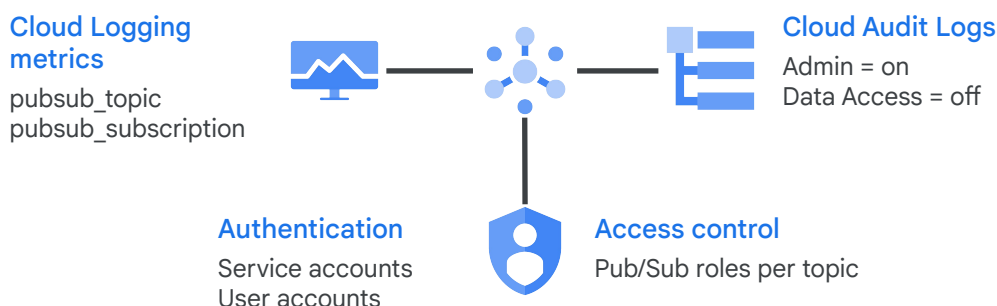 Cloud Logging
metrics
pubsub_topic
pubsub_subscription
Cloud Audit Logs
Admin = on
Data Access = off
Authentication
Service accounts
User accounts
Access control
Pub/Sub roles per topic